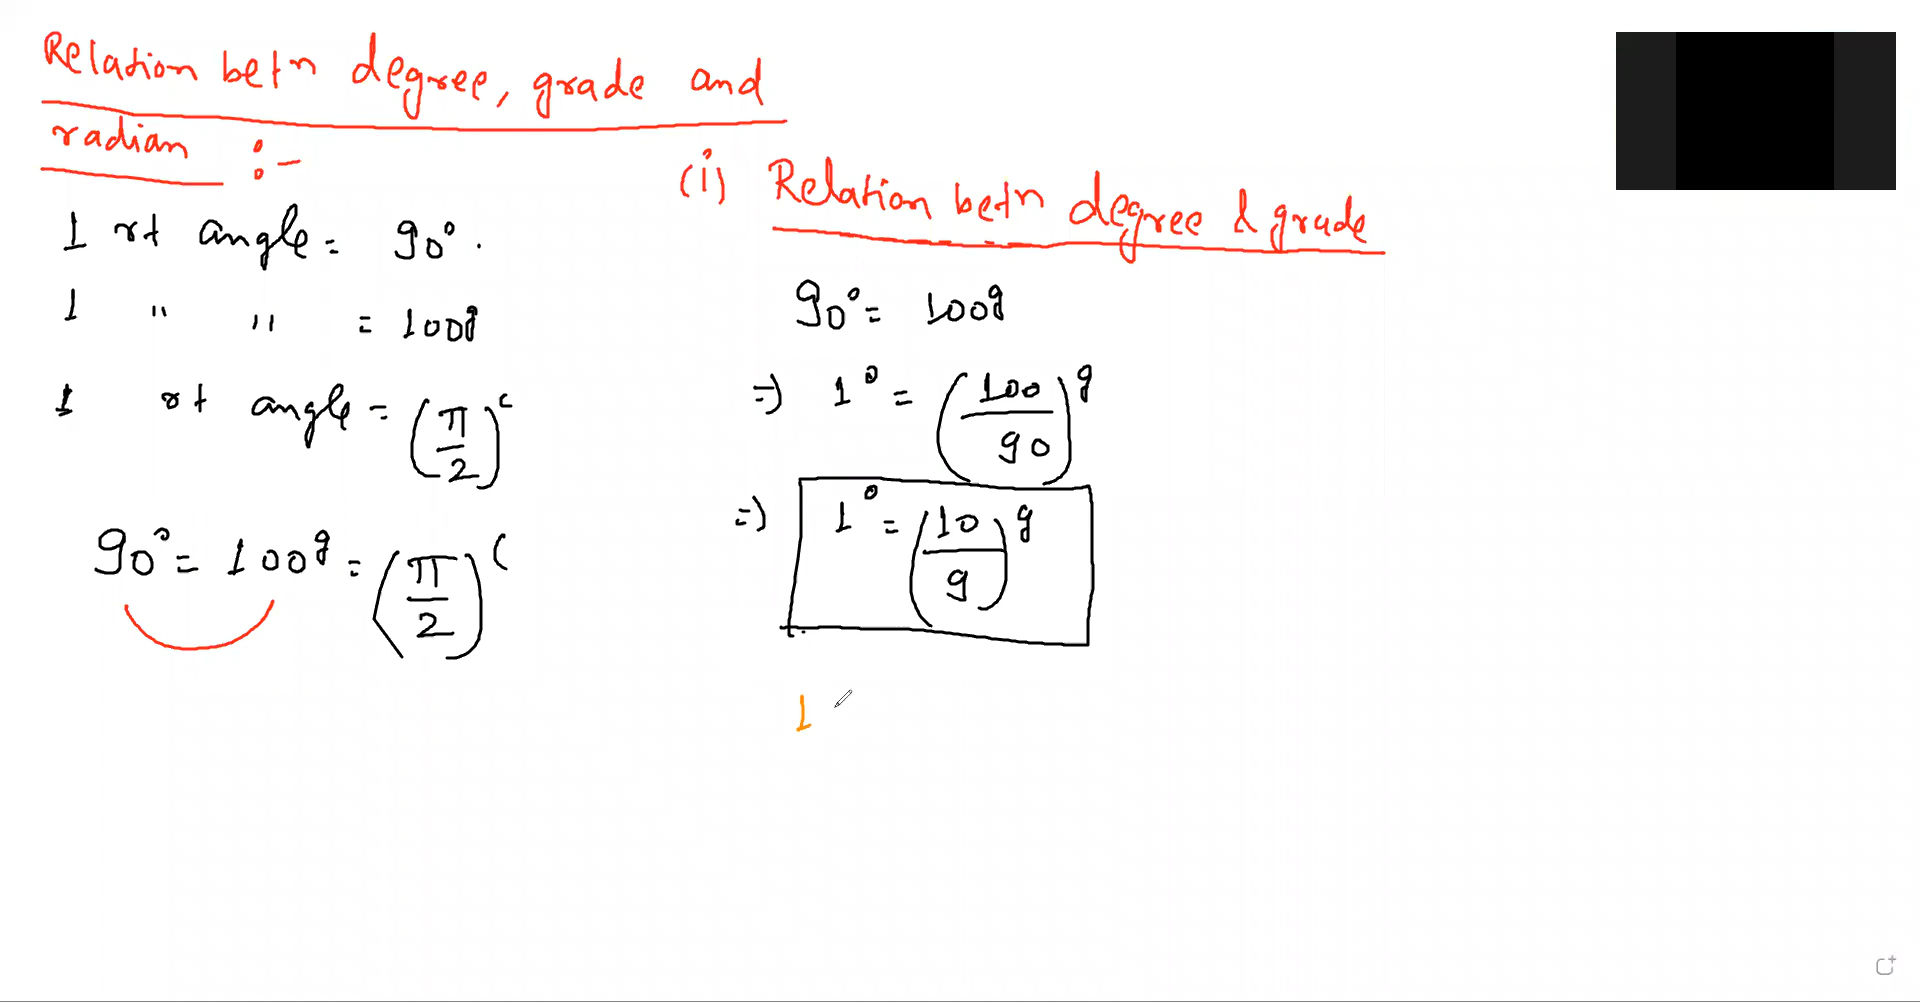 Relation betn degree, grade and
radian :-
1 rt angle = 90°.
1 " " = 100g
1 rt angle = (π/2)c
90° = 100g = (π/2)c
(i) Relation betn degree & grade
90° = 100g
=) 1° = (100/90)g
=) 1° = (10/9)g
1